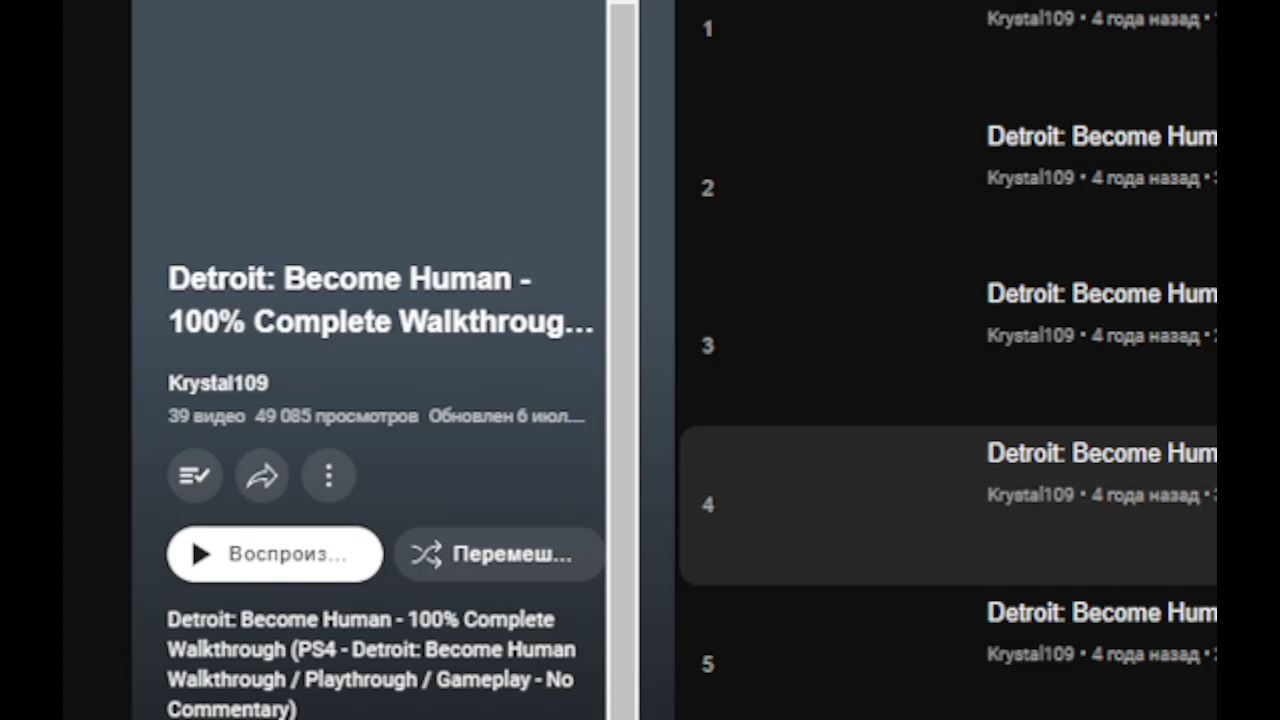 Detroit: Become Human -
100% Complete Walkthroug...
Krystal109
39 видео 49 085 просмотров Обновлен 6 июл....
Воспроиз...
Перемеш...
Detroit: Become Human - 100% Complete
Walkthrough (PS4 - Detroit: Become Human
Walkthrough / Playthrough / Gameplay - No
Commentary)
1
Krystal109 • 4 года назад •
2
Detroit: Become Hum
Krystal109 • 4 года назад •
3
Detroit: Become Hum
Krystal109 • 4 года назад •
4
Detroit: Become Hum
Krystal109 • 4 года назад •
5
Detroit: Become Hum
Krystal109 • 4 года назад •